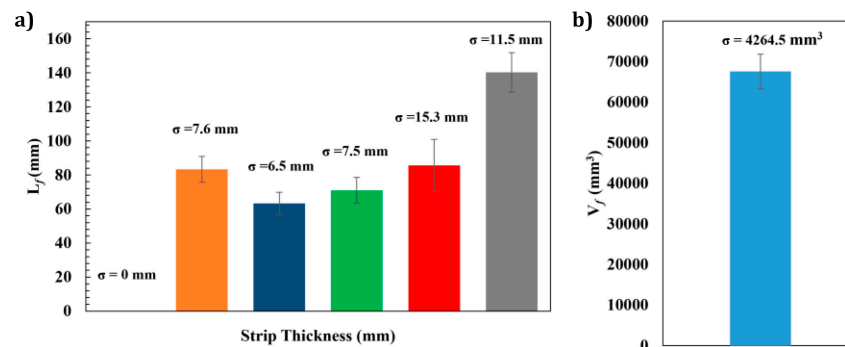 a)
σ =11.5 mm
σ =15.3 mm
σ =7.6 mm
σ =7.5 mm
σ =6.5 mm
σ = 0 mm
160
140
120
100
80
60
40
20
0
L_f (mm)
Strip Thickness (mm)
b)
σ = 4264.5 mm³
80000
70000
60000
50000
40000
30000
20000
10000
0
V_f (mm³)